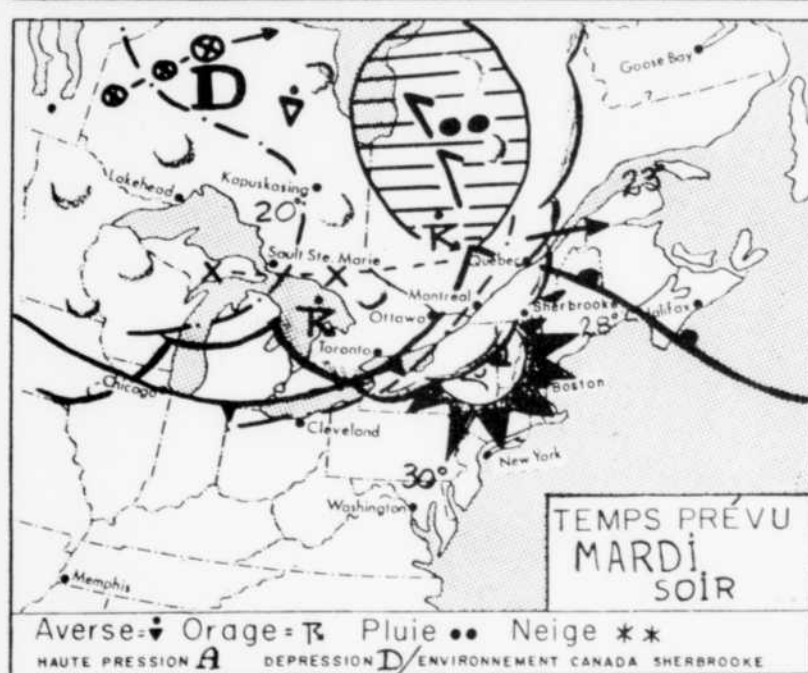 Goose Bay
D
Lakehead
Kapuskasing
20°
23°
Sault Ste. Marie
Québec
Montreal
Ottawa
Sherbrooke
Halifax
28°
Toronto
Chicago
Boston
Cleveland
New York
30°
Washington
Memphis
TEMPS PRÉVU
MARDI
SOIR
Averse= Orage= Pluie Neige
HAUTE PRESSION A DEPRESSION D/ENVIRONNEMENT CANADA SHERBROOKE